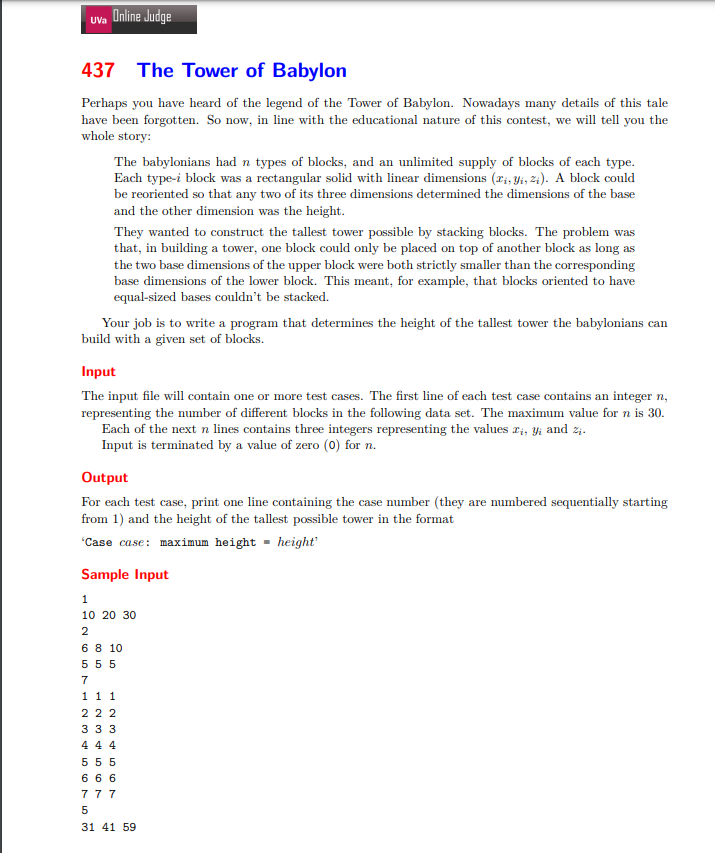 UVa Online Judge
437 The Tower of Babylon
Perhaps you have heard of the legend of the Tower of Babylon. Nowadays many details of this tale
have been forgotten. So now, in line with the educational nature of this contest, we will tell you the
whole story:
The babylonians had n types of blocks, and an unlimited supply of blocks of each type.
Each type-i block was a rectangular solid with linear dimensions (xᵢ, yᵢ, zᵢ). A block could
be reoriented so that any two of its three dimensions determined the dimensions of the base
and the other dimension was the height.
They wanted to construct the tallest tower possible by stacking blocks. The problem was
that, in building a tower, one block could only be placed on top of another block as long as
the two base dimensions of the upper block were both strictly smaller than the corresponding
base dimensions of the lower block. This meant, for example, that blocks oriented to have
equal-sized bases couldn't be stacked.
Your job is to write a program that determines the height of the tallest tower the babylonians can
build with a given set of blocks.
Input
The input file will contain one or more test cases. The first line of each test case contains an integer n,
representing the number of different blocks in the following data set. The maximum value for n is 30.
Each of the next n lines contains three integers representing the values xᵢ, yᵢ and zᵢ.
Input is terminated by a value of zero (0) for n.
Output
For each test case, print one line containing the case number (they are numbered sequentially starting
from 1) and the height of the tallest possible tower in the format
‘Case case: maximum height = height’
Sample Input
1
10 20 30
2
6 8 10
5 5 5
7
1 1 1
2 2 2
3 3 3
4 4 4
5 5 5
6 6 6
7 7 7
5
31 41 59